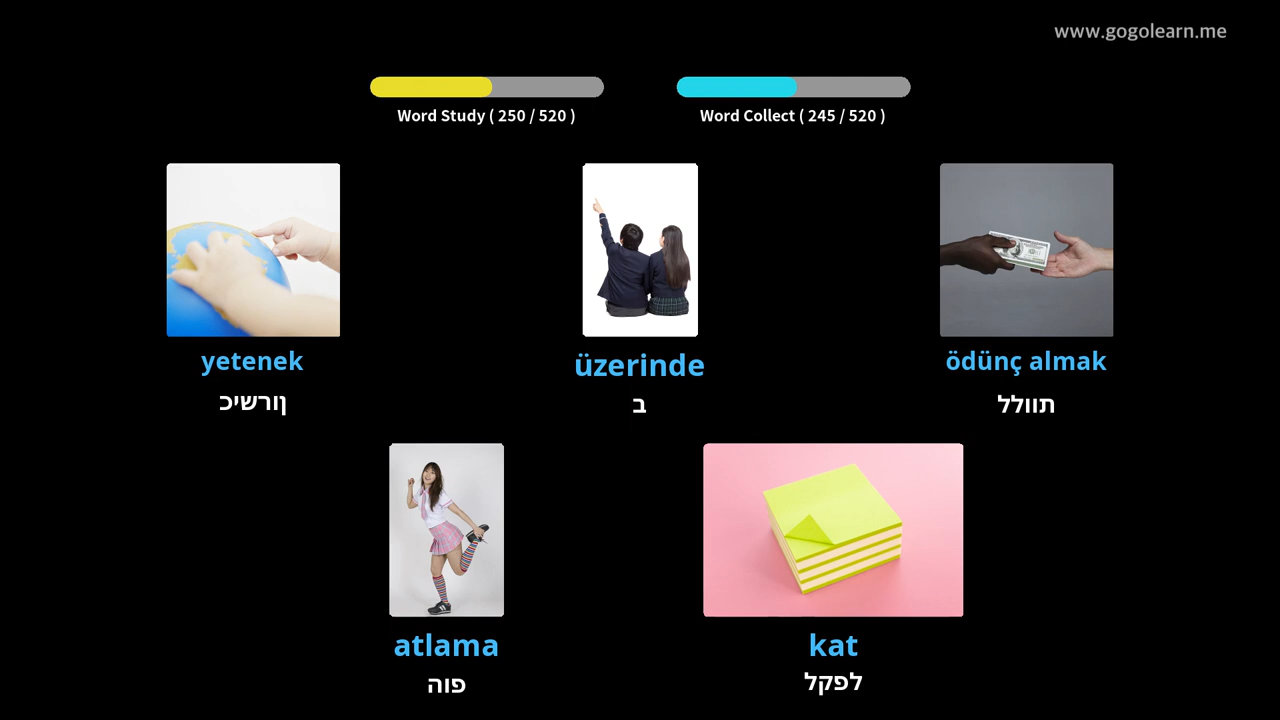 www.gogolearn.me
Word Study ( 250 / 520 )
Word Collect ( 245 / 520 )
yetenek
ןורשיכ
üzerinde
ב
ödünç almak
תוולל
atlama
פוה
kat
לפקל